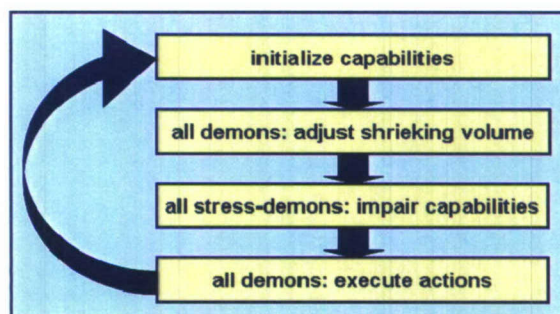 initialize capabilities
all demons: adjust shrieking volume
all stress-demons: impair capabilities
all demons: execute actions